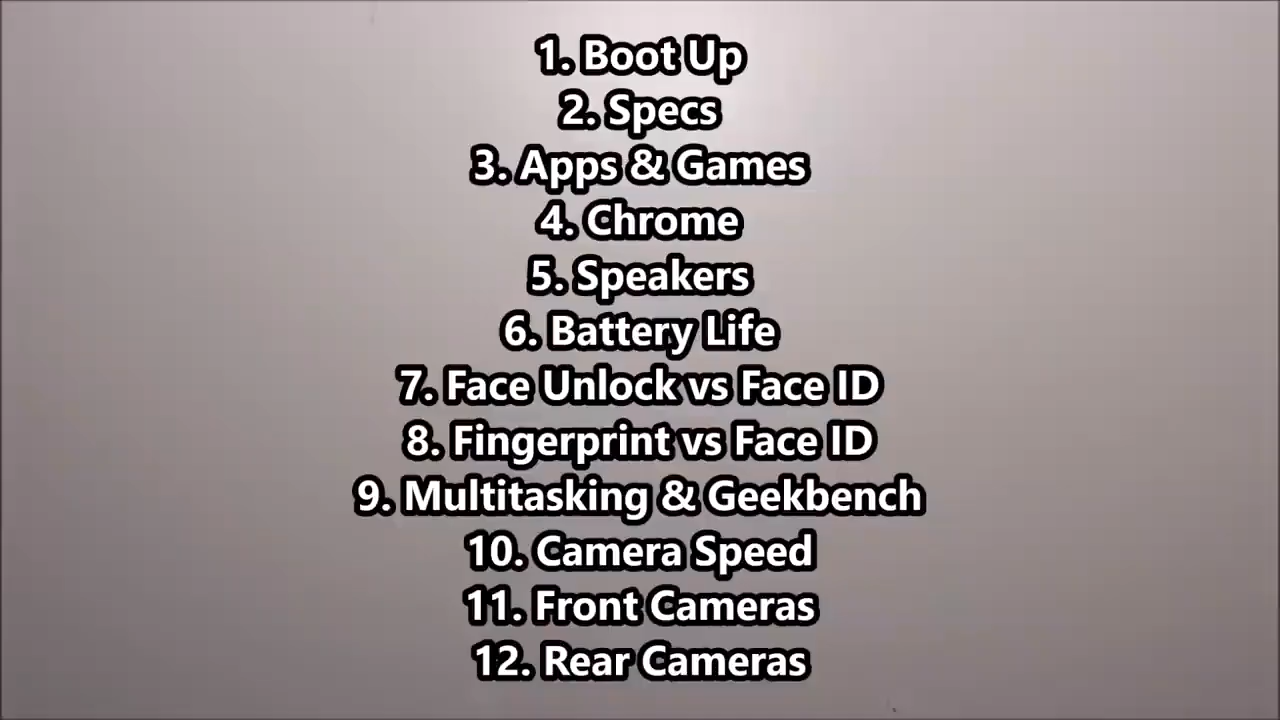 1. Boot Up
2. Specs
3. Apps & Games
4. Chrome
5. Speakers
6. Battery Life
7. Face Unlock vs Face ID
8. Fingerprint vs Face ID
9. Multitasking & Geekbench
10. Camera Speed
11. Front Cameras
12. Rear Cameras